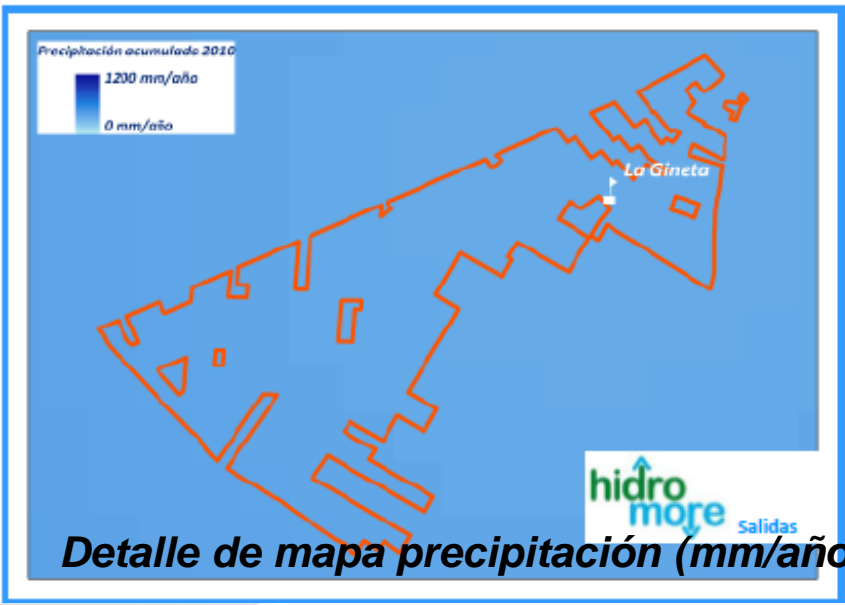 Precipitación acumulada 2010
1200 mm/año
0 mm/año
La Gineta
hidro
more
Salidas
Detalle de mapa precipitación (mm/año